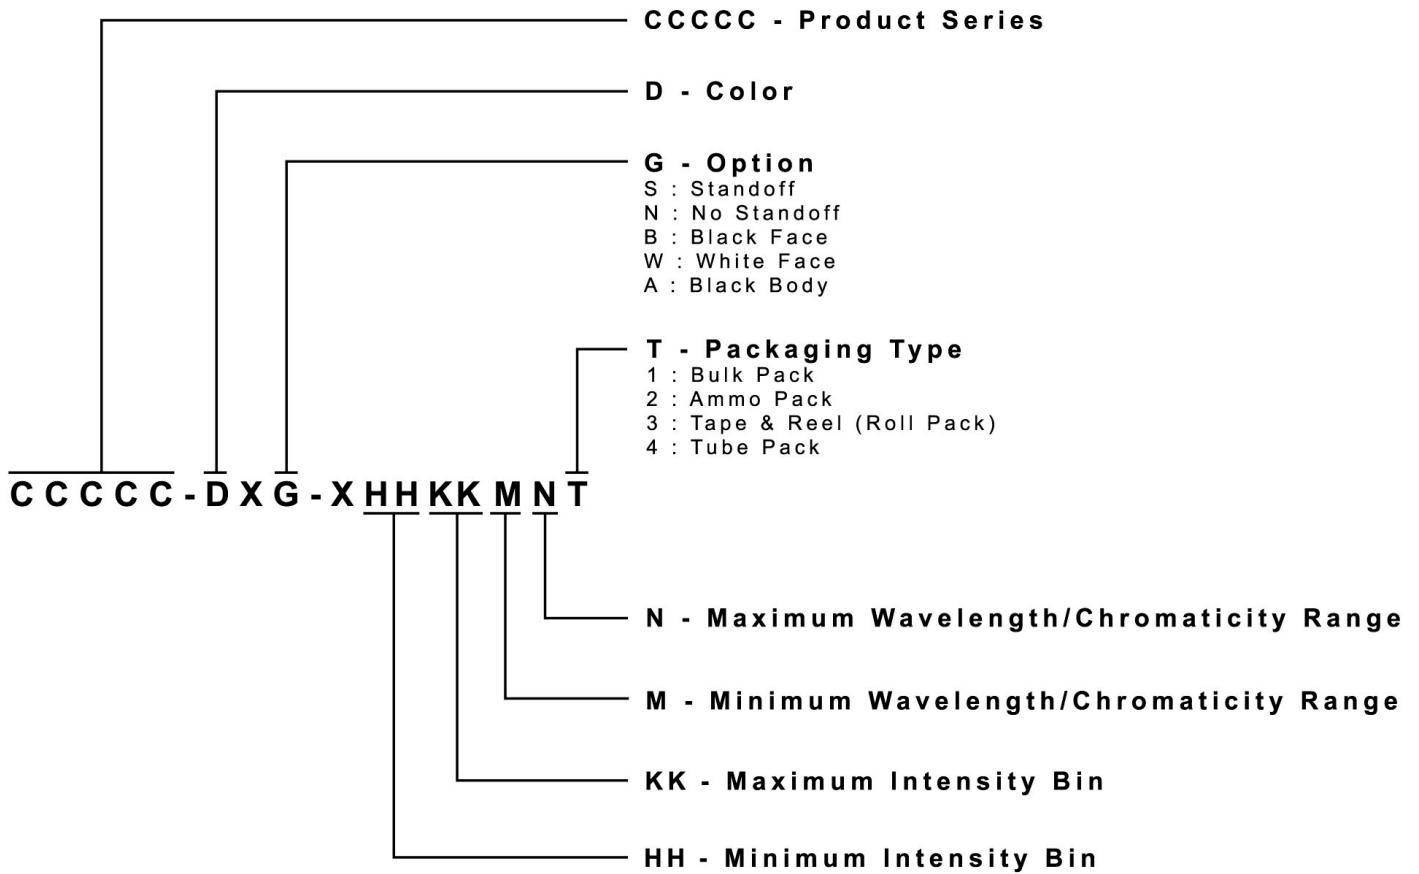 CCCCC - Product Series
D - Color
G - Option
S : Standoff
N : No Standoff
B : Black Face
W : White Face
A : Black Body
T - Packaging Type
1 : Bulk Pack
2 : Ammo Pack
3 : Tape & Reel (Roll Pack)
4 : Tube Pack
CCCCC-DXG-XHHKKMNT
N - Maximum Wavelength/Chromaticity Range
M - Minimum Wavelength/Chromaticity Range
KK - Maximum Intensity Bin
HH - Minimum Intensity Bin